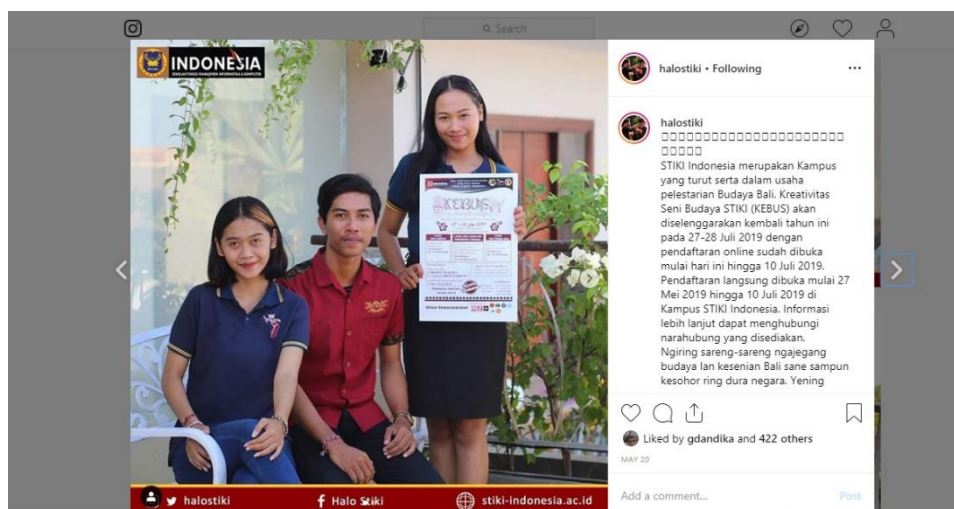 Search
INDONESIA
SEKOLAH TINGGI MANAJEMEN INFORMATIKA & KOMPUTER
KEBUS
halostiki • Following
halostiki
STIKI Indonesia merupakan Kampus
yang turut serta dalam usaha
pelestarian Budaya Bali. Kreativitas
Seni Budaya STIKI (KEBUS) akan
diselenggarakan kembali tahun ini
pada 27-28 Juli 2019 dengan
pendaftaran online sudah dibuka
mulai hari ini hingga 10 Juli 2019.
Pendaftaran langsung dibuka mulai 27
Mei 2019 hingga 10 Juli 2019 di
Kampus STIKI Indonesia. Informasi
lebih lanjut dapat menghubungi
narahubung yang disediakan.
Ngiring sareng-sareng ngajegang
budaya lan kesenian Bali sane sampun
kesohor ring dura negara. Yening
Liked by gdandika and 422 others
MAY 20
Add a comment...
Post
halostiki
Halo Stiki
stiki-indonesia.ac.id